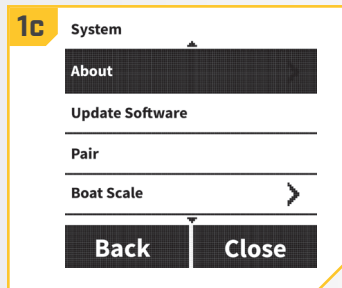 1c
System
About
Update Software
Pair
Boat Scale
Back Close